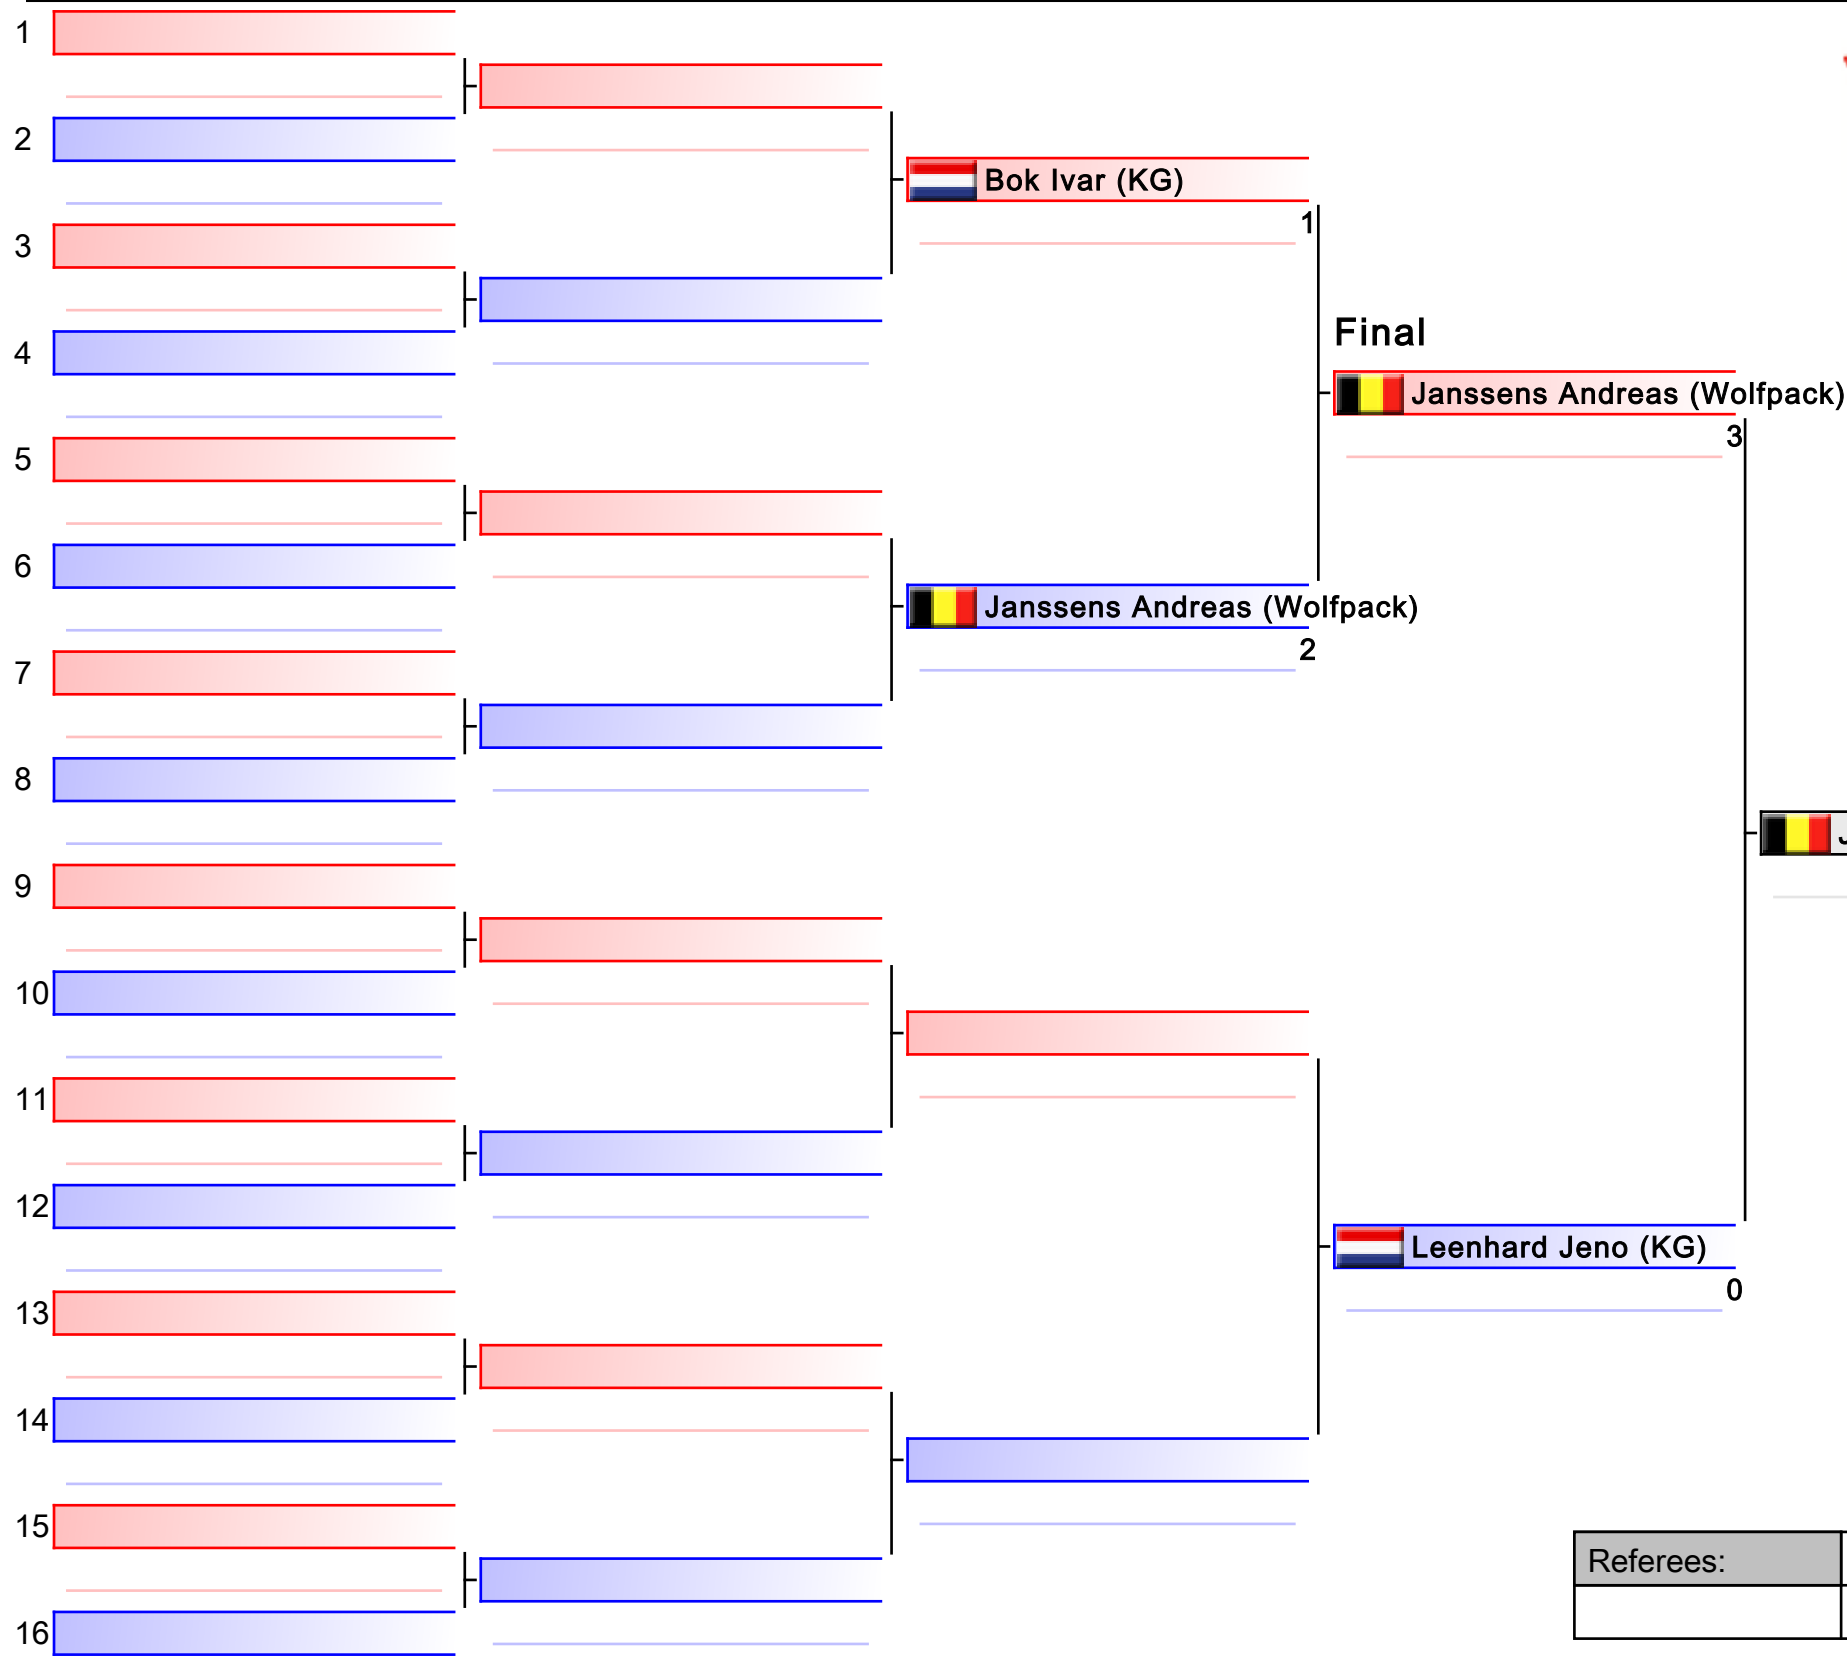 1
2
Bok Ivar (KG)
1
3
Final
4
Janssens Andreas (Wolfpack)
3
5
6
Janssens Andreas (Wolfpack)
2
7
8
J
9
10
11
12
Leenhard Jeno (KG)
0
13
14
15
Referees:
16